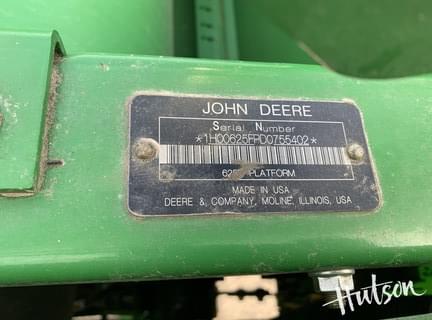 JOHN DEERE
Serial Number
*1H00625FPD0755402*
PLATFORM
MADE IN USA
DEERE & COMPANY, MOLINE, ILLINOIS, USA
Hutson